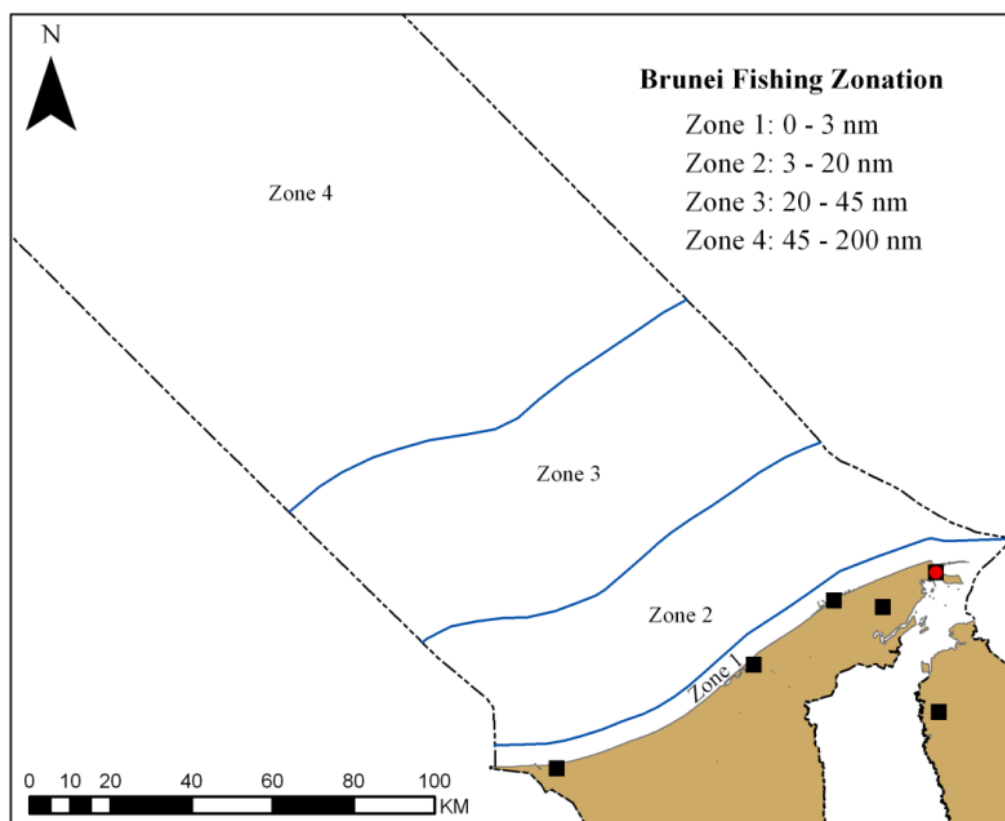 N
Brunei Fishing Zonation
Zone 1: 0 - 3 nm
Zone 2: 3 - 20 nm
Zone 3: 20 - 45 nm
Zone 4: 45 - 200 nm
Zone 4
Zone 3
Zone 2
Zone 1
0 10 20 40 60 80 100
KM